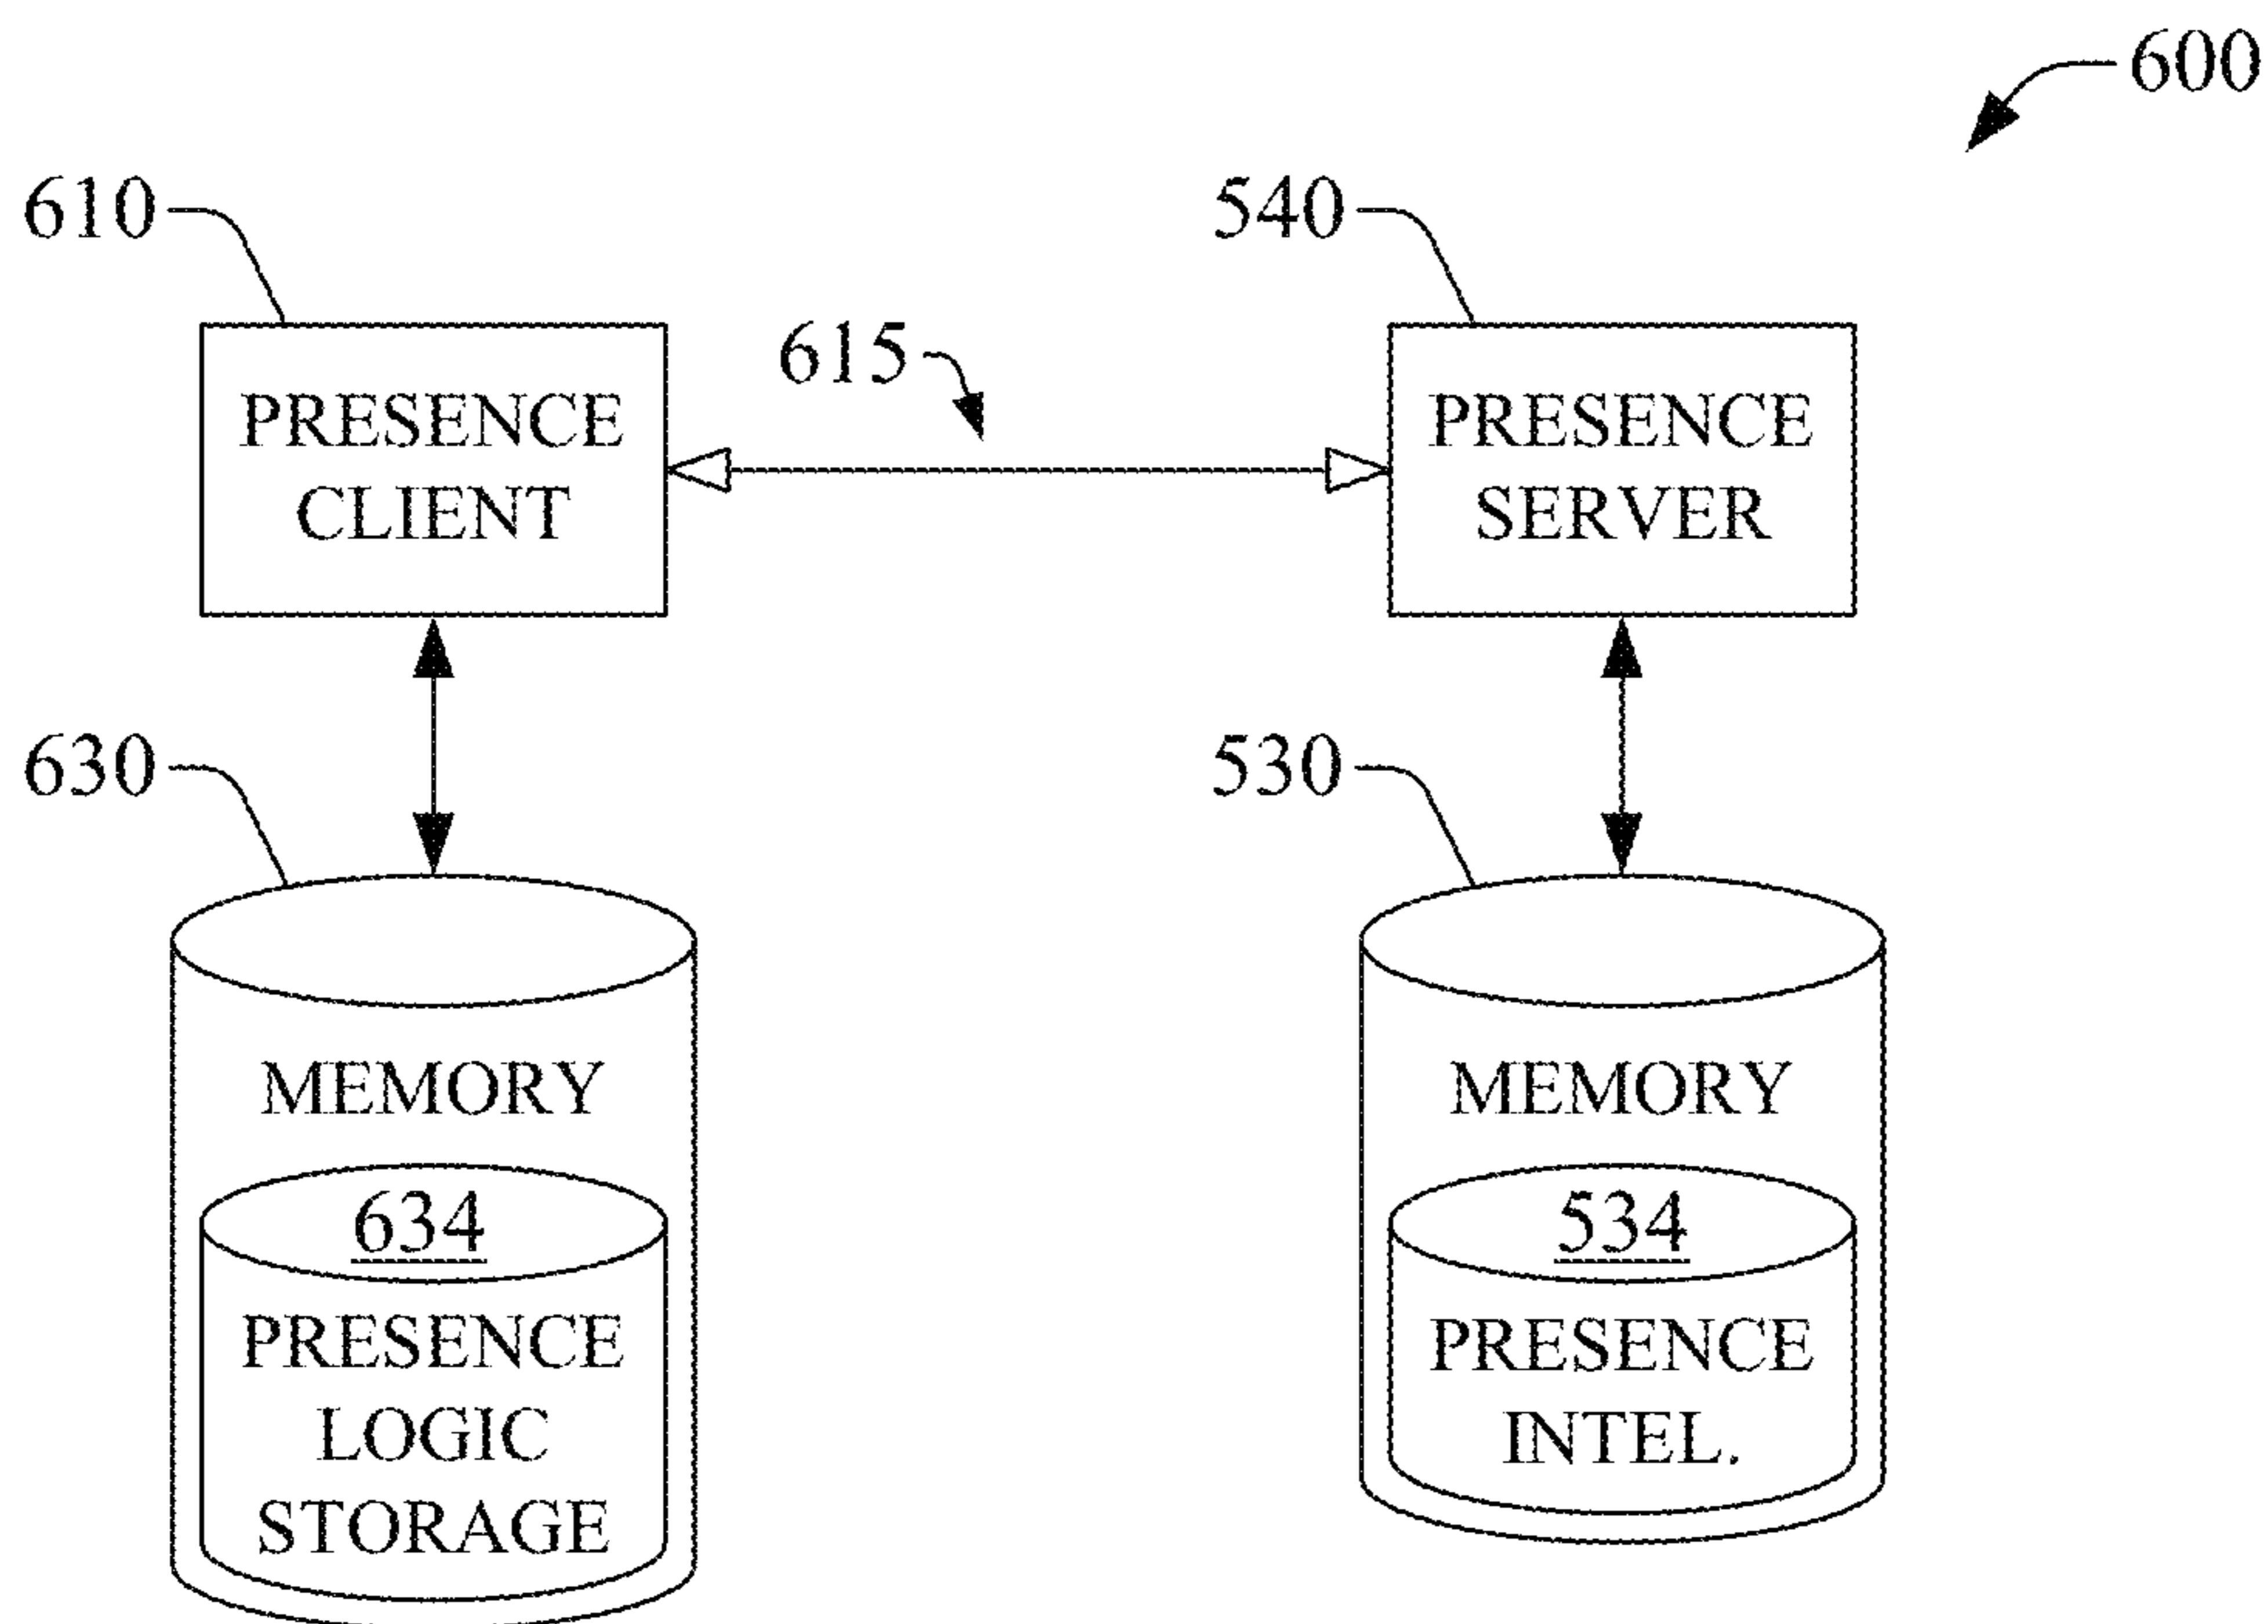 600
610
540
615
PRESENCE
CLIENT
PRESENCE
SERVER
630
530
MEMORY
634
PRESENCE
LOGIC
STORAGE
MEMORY
534
PRESENCE
INTEL.